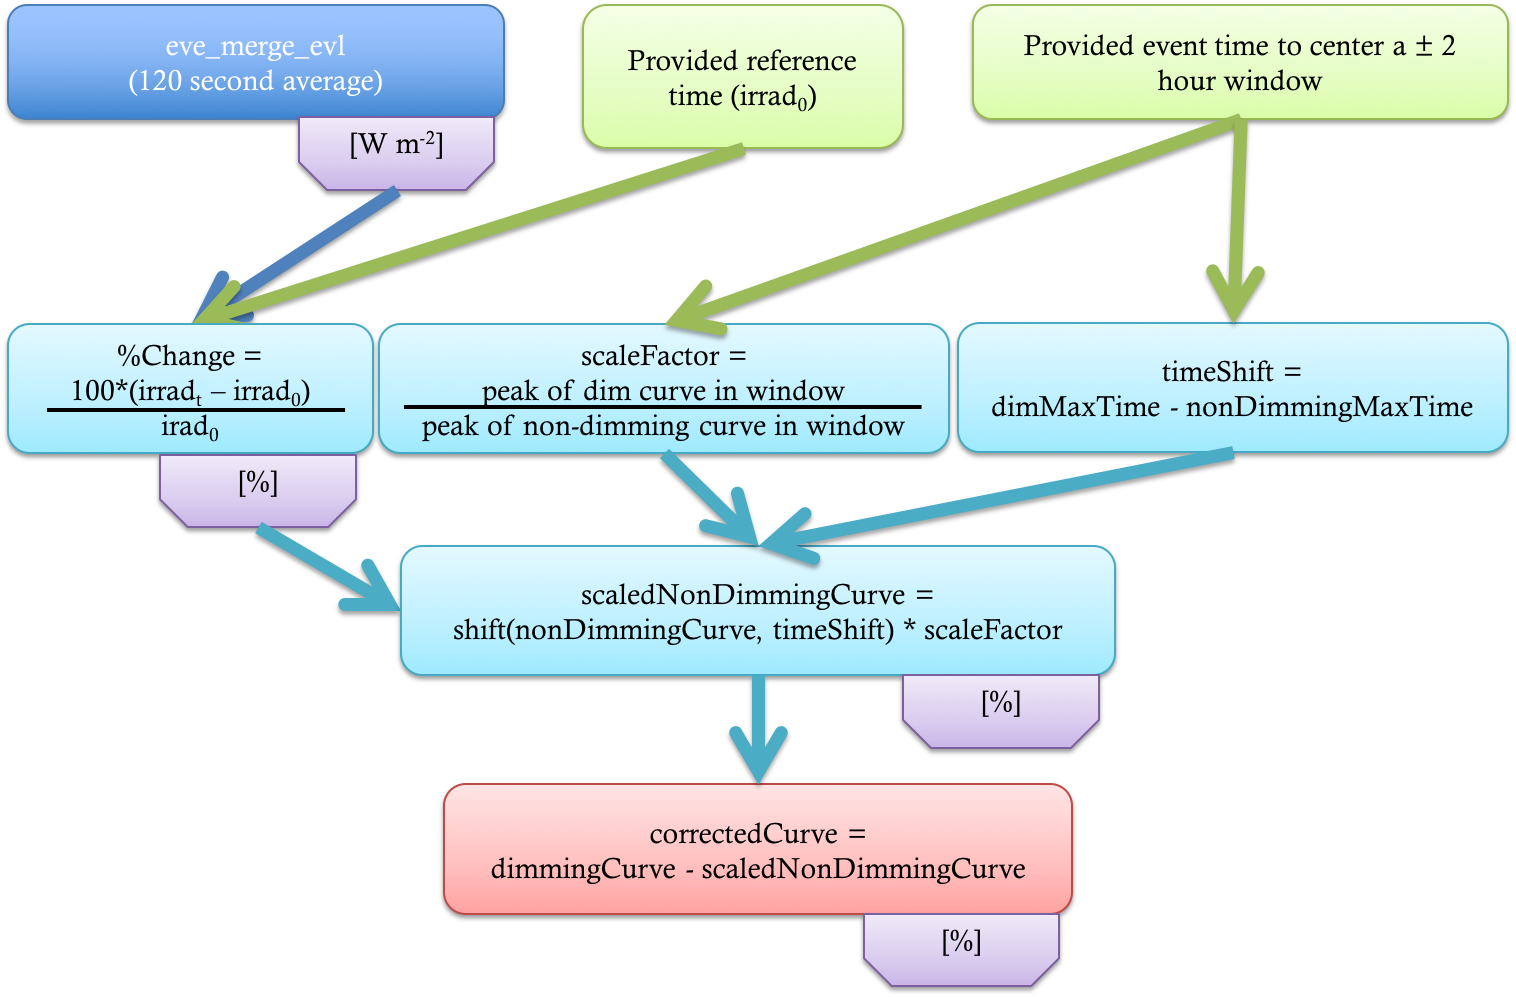 eve_merge_evl
(120 second average)
[W m-2]
Provided reference
time (irrad0)
Provided event time to center a ± 2
hour window
%Change =
100*(irradt – irrad0)
irad0
[%]
scaleFactor =
peak of dim curve in window
peak of non-dimming curve in window
timeShift =
dimMaxTime - nonDimmingMaxTime
scaledNonDimmingCurve =
shift(nonDimmingCurve, timeShift) * scaleFactor
[%]
correctedCurve =
dimmingCurve - scaledNonDimmingCurve
[%]